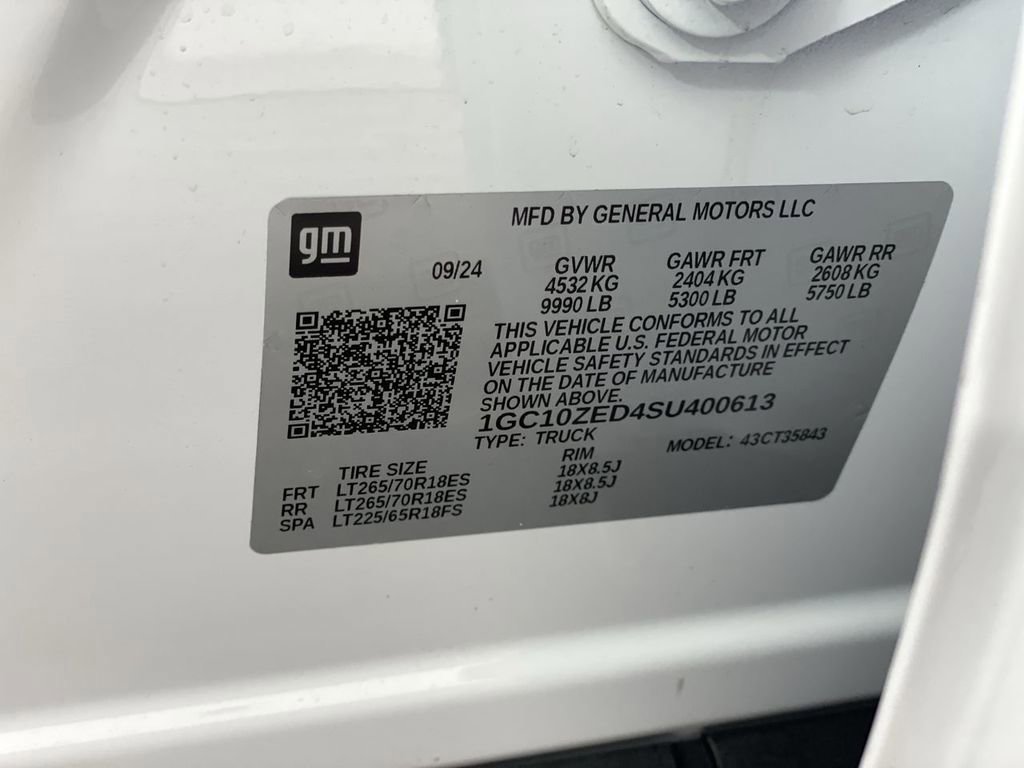 gm
MFD BY GENERAL MOTORS LLC
09/24
GVWR GAWR FRT GAWR RR
4532 KG 2404 KG 2608 KG
9990 LB 5300 LB 5750 LB
THIS VEHICLE CONFORMS TO ALL
APPLICABLE U.S. FEDERAL MOTOR
VEHICLE SAFETY STANDARDS IN EFFECT
ON THE DATE OF MANUFACTURE
SHOWN ABOVE.
1GC10ZED4SU400613
TYPE: TRUCK MODEL: 43CT35843
TIRE SIZE RIM
FRT LT265/70R18ES 18X8.5J
RR LT265/70R18ES 18X8.5J
SPA LT225/65R18FS 18X8J